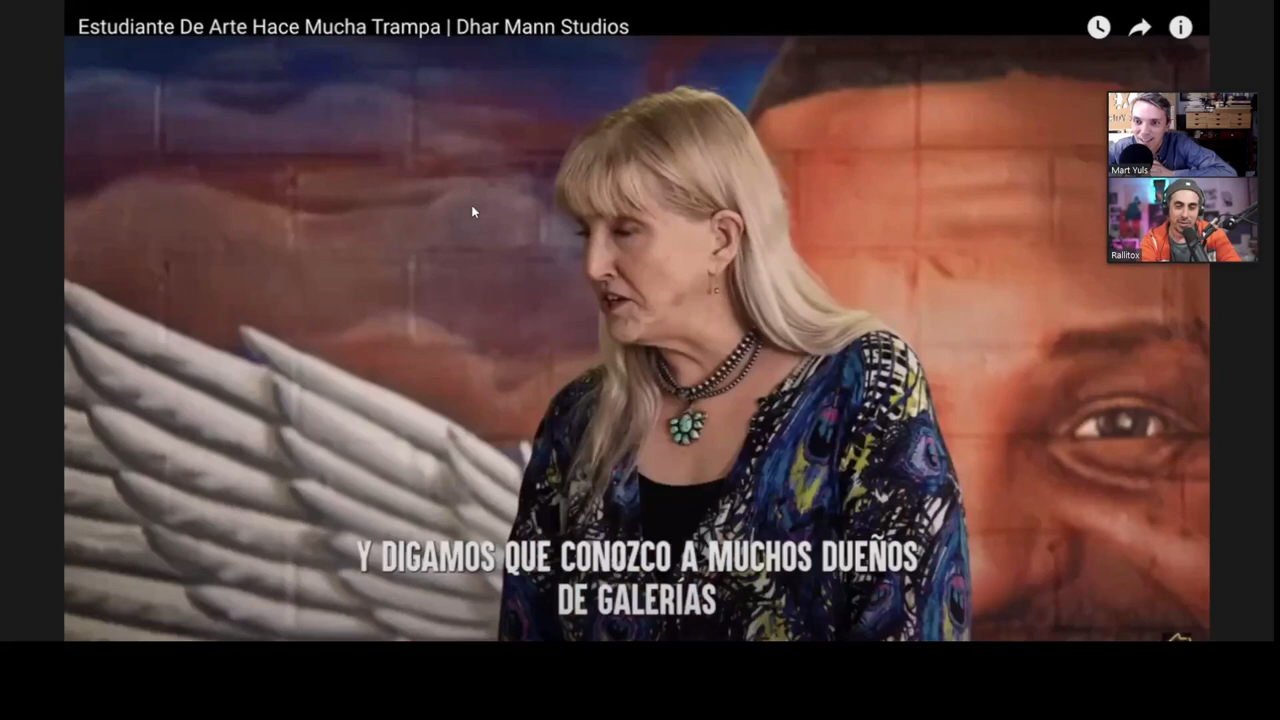 Estudiante De Arte Hace Mucha Trampa | Dhar Mann Studios
Mart Yuls
Rallitox
Y DIGAMOS QUE CONOZCO A MUCHOS DUEÑOS
DE GALERÍAS